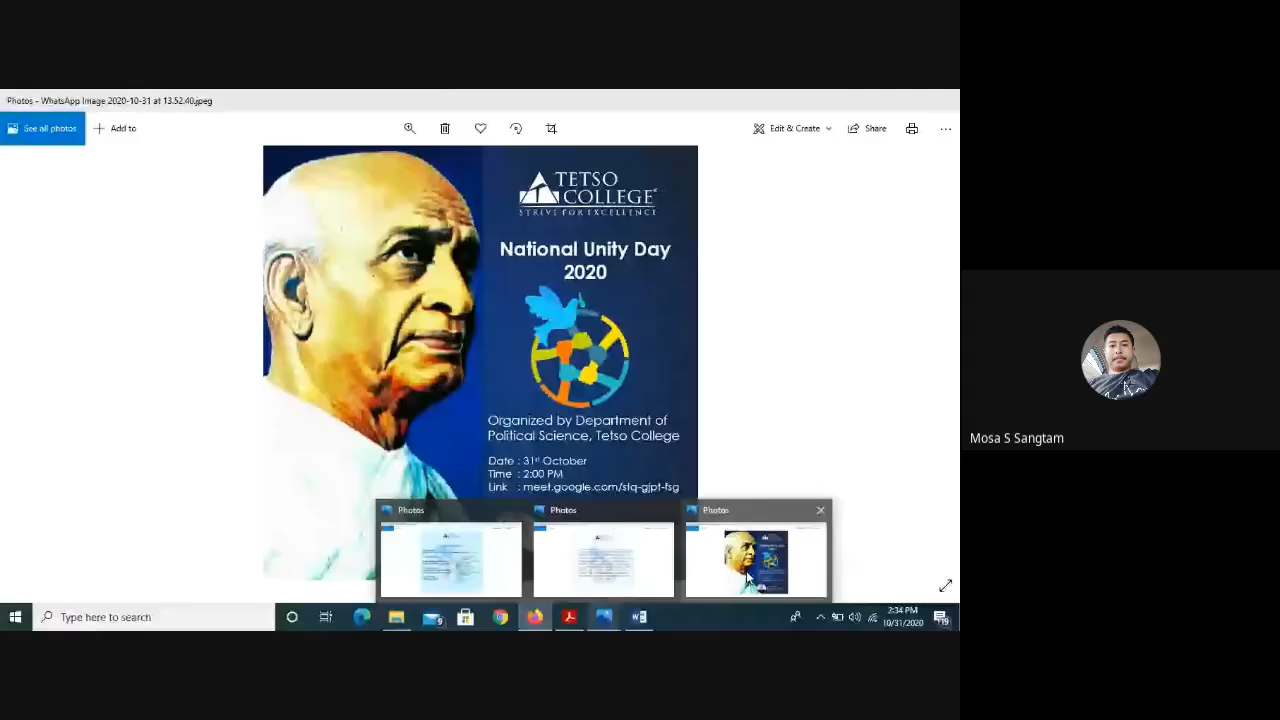 Photos - WhatsApp Image 2020-10-31 at 13.52.40.jpeg
See all photos
Add to
Edit & Create
Share
TETSO
COLLEGE
STRIVE FOR EXCELLENCE
National Unity Day
2020
Organized by Department of
Political Science, Tetso College
Date : 31st October
Time : 2:00 PM
Link : meet.google.com/stq-gjpt-fsg
Mosa S Sangtam
Photos
Photos
Photos
Type here to search
2:34 PM
10/31/2020